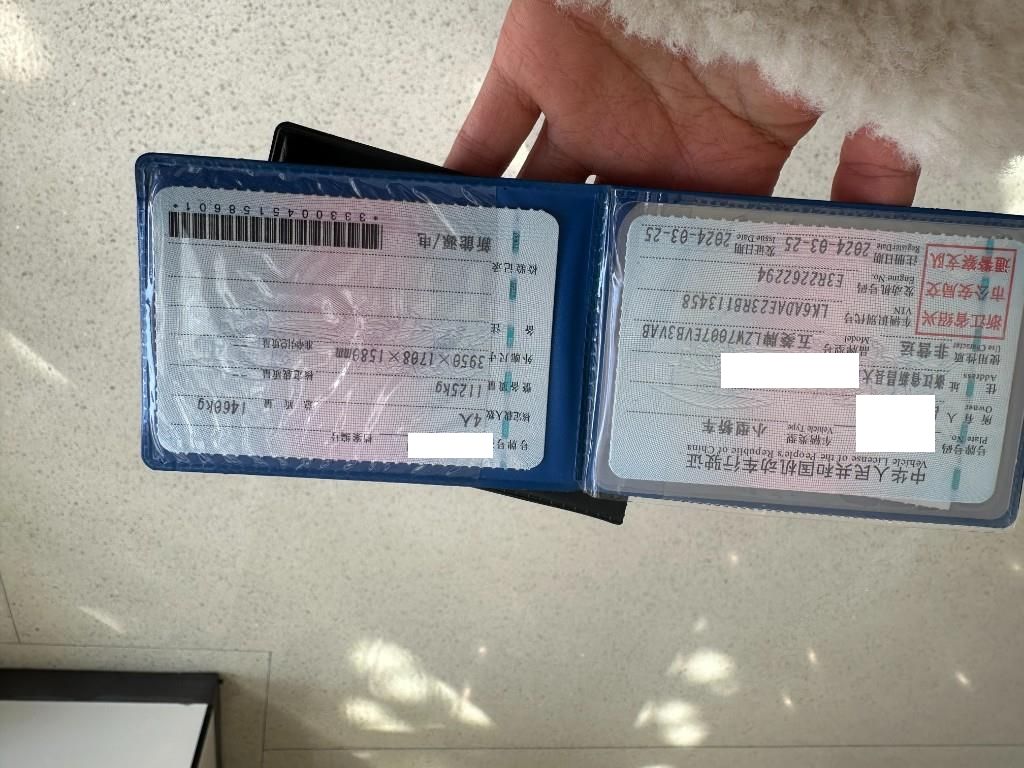 中华人民共和国机动车行驶证
Vehicle License of the People's Republic of China
号牌号码
Plate No.
车辆类型 小型轿车
Vehicle Type
所有人
Owner
住址 浙江省新昌县大
Address
使用性质 非营运
Use Character
品牌型号 五菱牌LZW7007EVB3VAB
Model
浙江省绍兴
市公安局交
通警察支队
车辆识别代号 LK6ADAE23RB113458
VIN
发动机号码 E3R2262294
Engine No.
注册日期 2024-03-25
Register Date
发证日期 2024-03-25
Issue Date
号牌号码
档案编号
核定载人数 4人
总质量 1460kg
整备质量 1125kg
核定载质量 --
外廓尺寸 3950×1708×1580mm
准牵引总质量 --
备注
检验记录
新能源/电
*3330045158601*